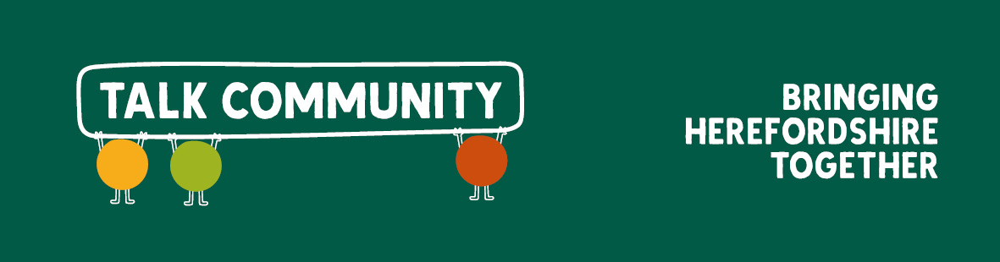 TALK COMMUNITY
BRINGING
HEREFORDSHIRE
TOGETHER